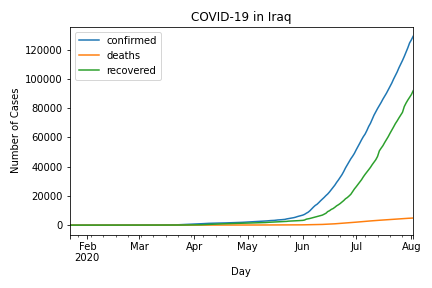 COVID-19 in Iraq
confirmed
deaths
recovered
Number of Cases
120000
100000
80000
60000
40000
20000
0
Feb Mar Apr May Jun Jul Aug
2020
Day